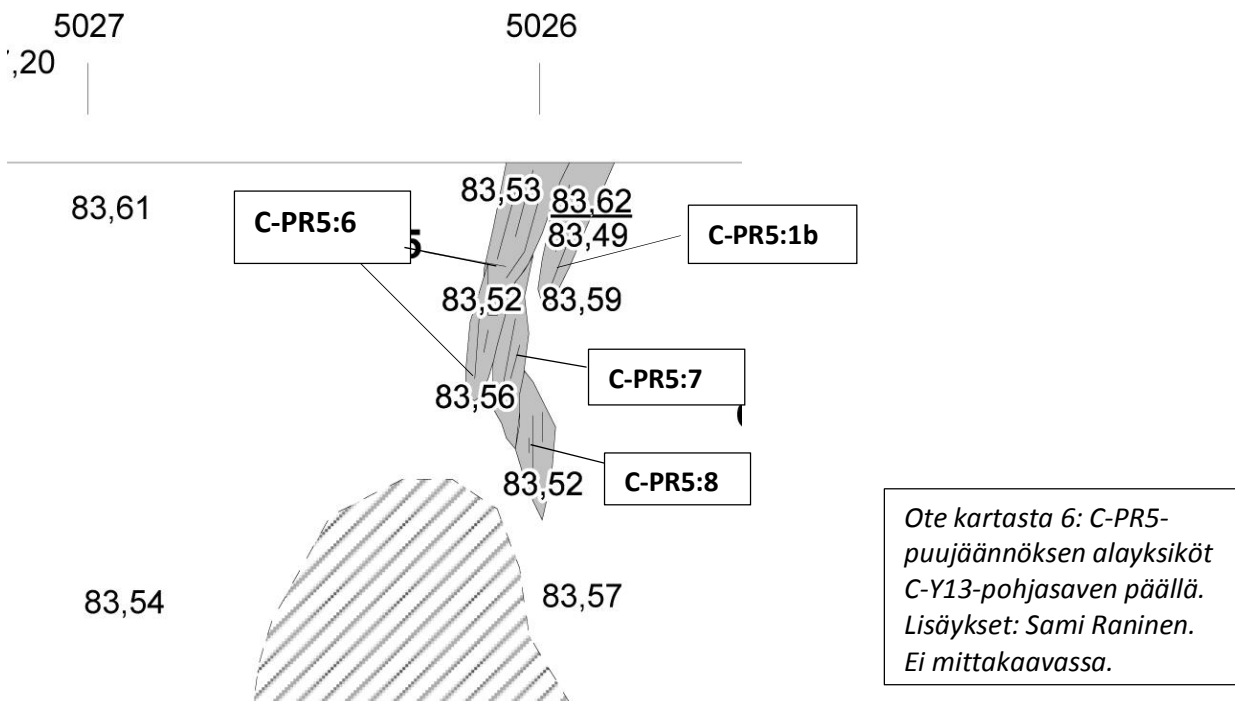 5027 5026
,20
83,61
83,53
83,62
83,49
C-PR5:6
5
C-PR5:1b
83,52
83,59
C-PR5:7
83,56
83,52
C-PR5:8
83,54
83,57
Ote kartasta 6: C-PR5-
puujäännöksen alayksiköt
C-Y13-pohjasaven päällä.
Lisäykset: Sami Raninen.
Ei mittakaavassa.